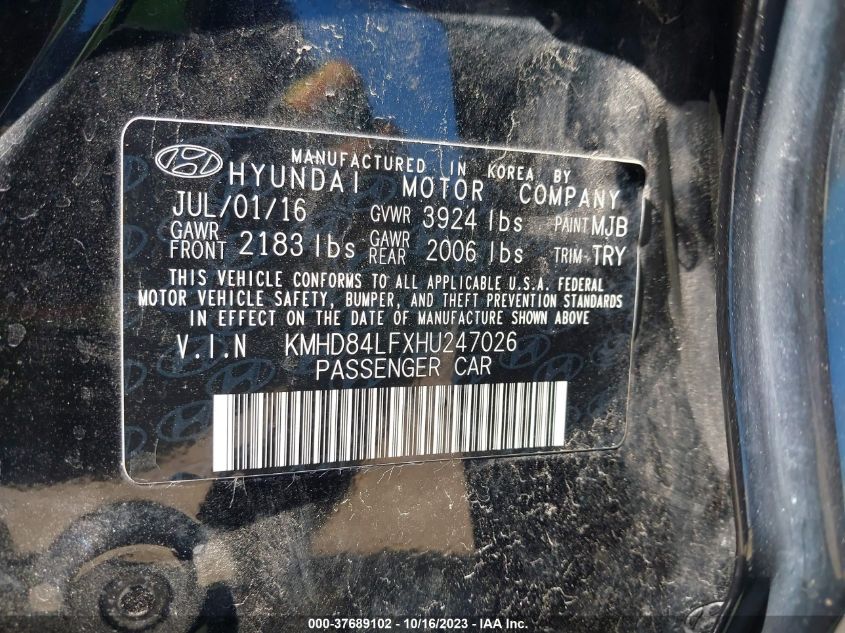 MANUFACTURED IN KOREA BY
HYUNDAI MOTOR COMPANY
JUL/01/16 GVWR 3924 lbs PAINT MJB
GAWR FRONT 2183 lbs GAWR REAR 2006 lbs TRIM-TRY
THIS VEHICLE CONFORMS TO ALL APPLICABLE U.S.A. FEDERAL
MOTOR VEHICLE SAFETY, BUMPER, AND THEFT PREVENTION STANDARDS
IN EFFECT ON THE DATE OF MANUFACTURE SHOWN ABOVE
V.I.N KMHD84LFXHU247026
PASSENGER CAR
000-37689102 - 10/16/2023 - IAA Inc.